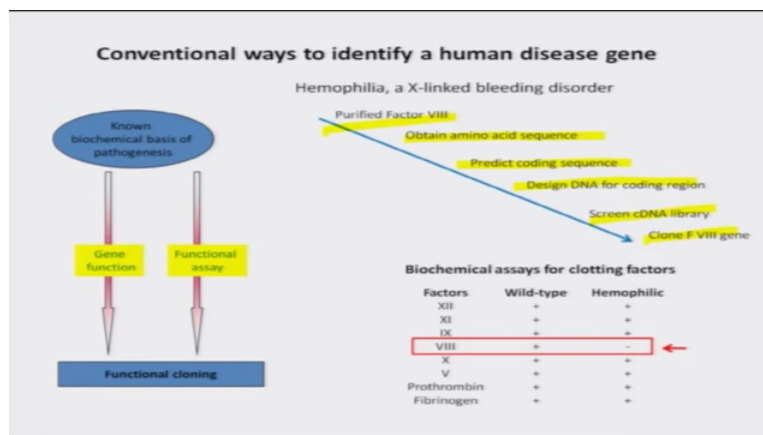 Conventional ways to identify a human disease gene
Hemophilia, a X-linked bleeding disorder
Known
biochemical basis of
pathogenesis
Gene
function
Functional
assay
Functional cloning
Purified Factor VIII
Obtain amino acid sequence
Predict coding sequence
Design DNA for coding region
Screen cDNA library
Clone F VIII gene
Biochemical assays for clotting factors
Factors Wild-type Hemophilic
XII + +
XI + +
IX + +
VIII + -
X + +
V + +
Prothrombin + +
Fibrinogen + +